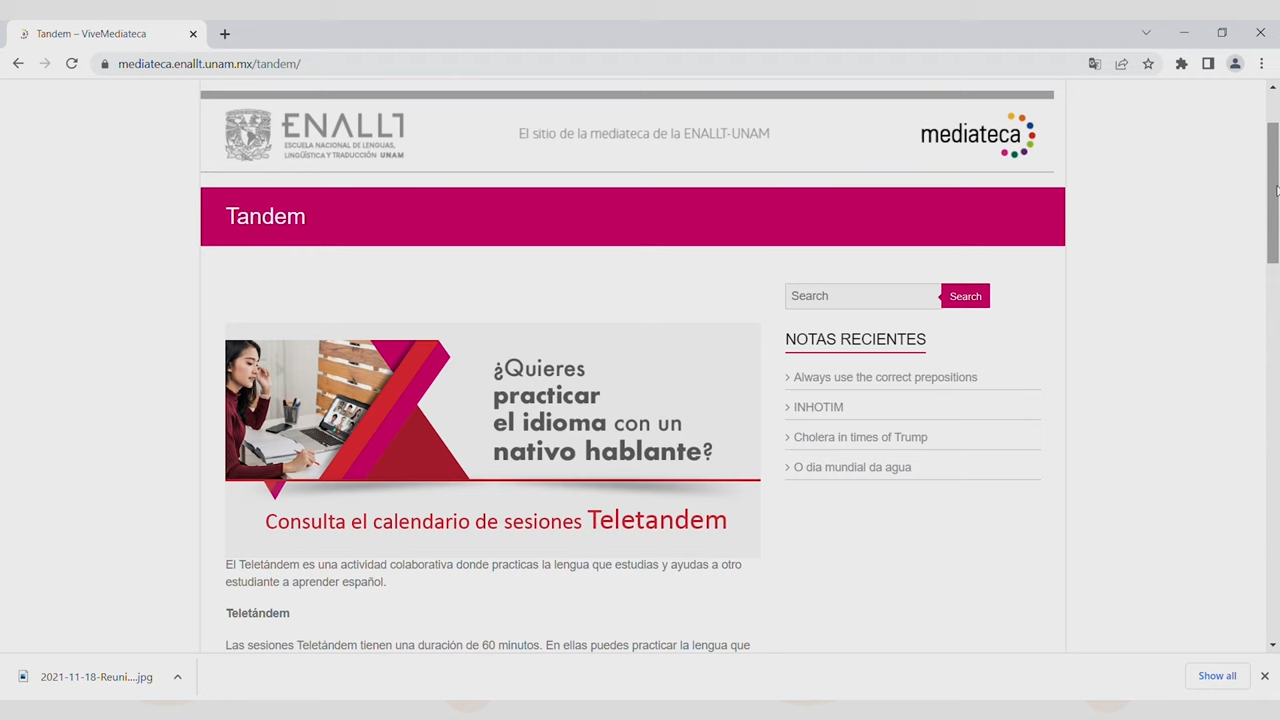 Tandem – ViveMediateca
mediateca.enallt.unam.mx/tandem/
ENALLT
ESCUELA NACIONAL DE LENGUAS,
LINGÜÍSTICA Y TRADUCCIÓN UNAM
El sitio de la mediateca de la ENALLT-UNAM
mediateca
Tandem
Search
Search
¿Quieres
practicar
el idioma con un
nativo hablante?
Consulta el calendario de sesiones Teletandem
El Teletándem es una actividad colaborativa donde practicas la lengua que estudias y ayudas a otro
estudiante a aprender español.
Teletándem
Las sesiones Teletándem tienen una duración de 60 minutos. En ellas puedes practicar la lengua que
NOTAS RECIENTES
Always use the correct prepositions
INHOTIM
Cholera in times of Trump
O dia mundial da agua
2021-11-18-Reuni....jpg
Show all